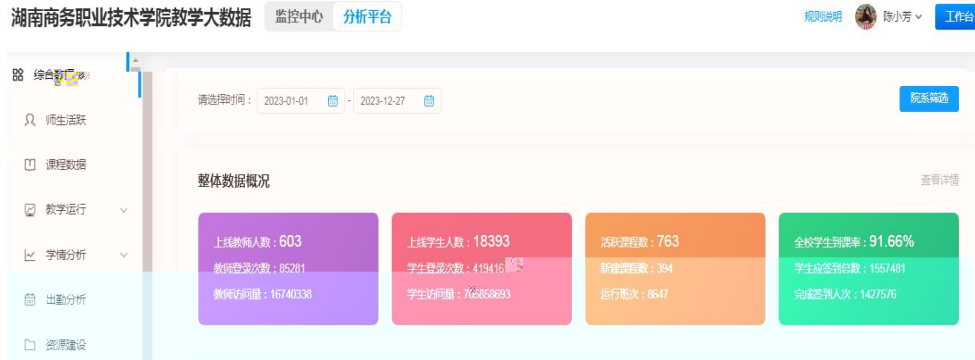 湖南商务职业技术学院教学大数据 监控中心 分析平台 规则说明 陈小芳 工作台
综合数据
师生活跃
课程数据
教学运行
学情分析
出勤分析
资源建设
请选择时间： 2023-01-01 - 2023-12-27 院系筛选
整体数据概况 查看详情
上线教师人数：603
教师登录次数：85281
教师访问量：16740338
上线学生人数：18393
学生登录次数：419416
学生访问量：
活跃课程数：763
新建课程数：394
运行班次：8647
全校学生到课率：91.66%
学生应签到总数：1557481
完成签到人次：1427576